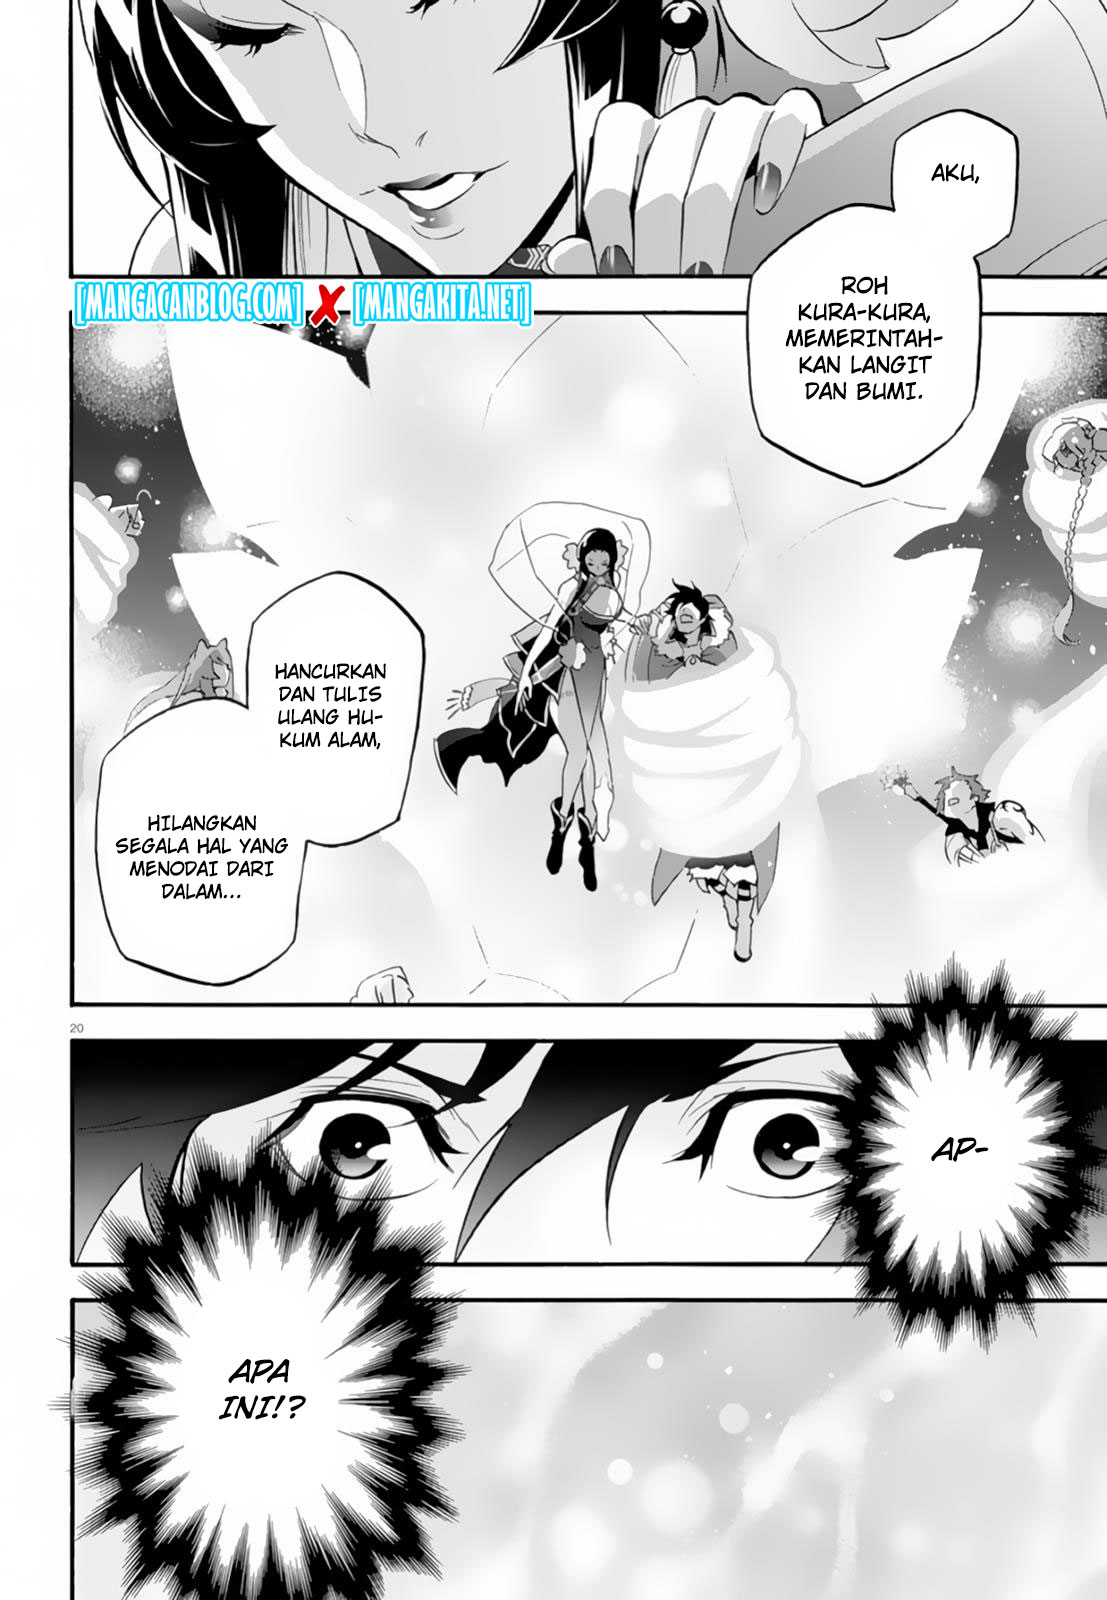 AKU,
ROH
KURA-KURA,
MEMERINTAH-
KAN LANGIT
DAN BUMI.
[MANGACANBLOG.COM] X [MANGAKITA.NET]
HANCURKAN
DAN TULIS
ULANG HU-
KUM ALAM,
HILANGKAN
SEGALA HAL YANG
MENODAI DARI
DALAM...
20
AP-
APA
INI!?